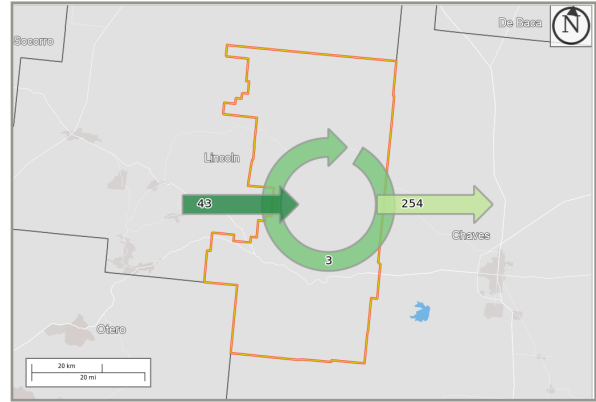 De Baca
N
Socorro
Lincoln
43
254
Chaves
3
Otero
20 km
20 mi